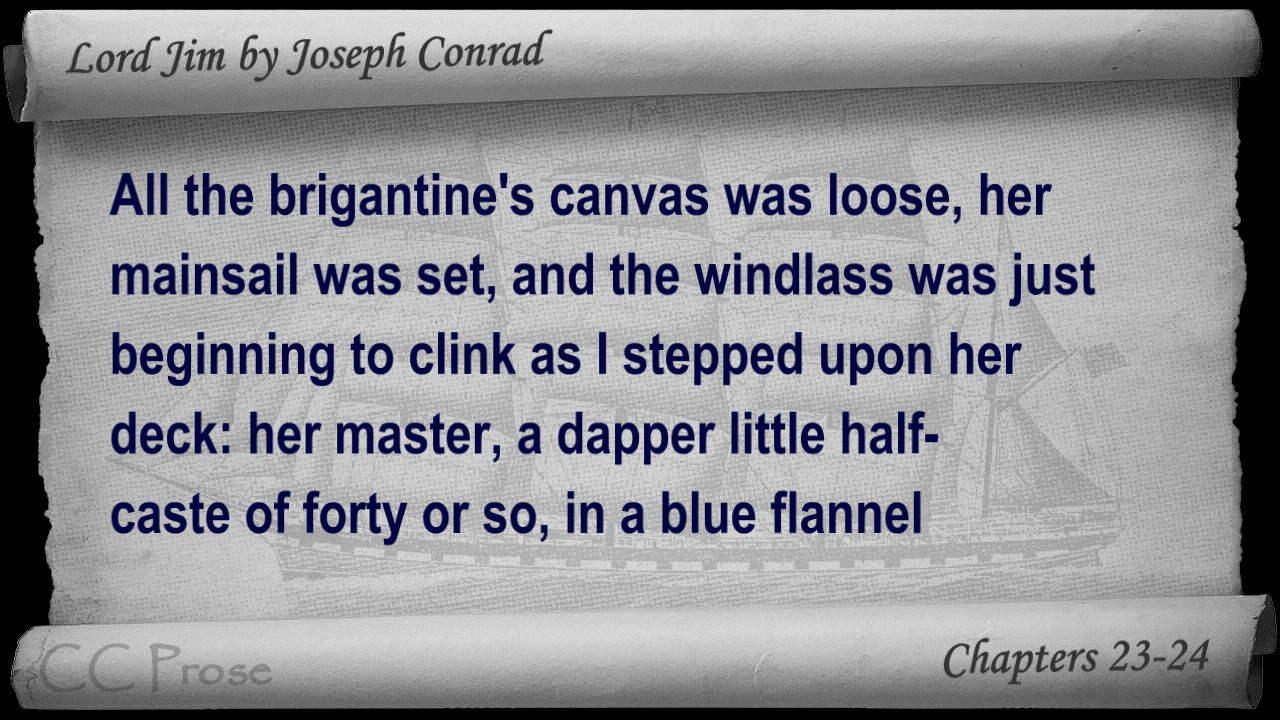 Lord Jim by Joseph Conrad
All the brigantine's canvas was loose, her
mainsail was set, and the windlass was just
beginning to clink as I stepped upon her
deck: her master, a dapper little half-
caste of forty or so, in a blue flannel
CC Prose
Chapters 23-24